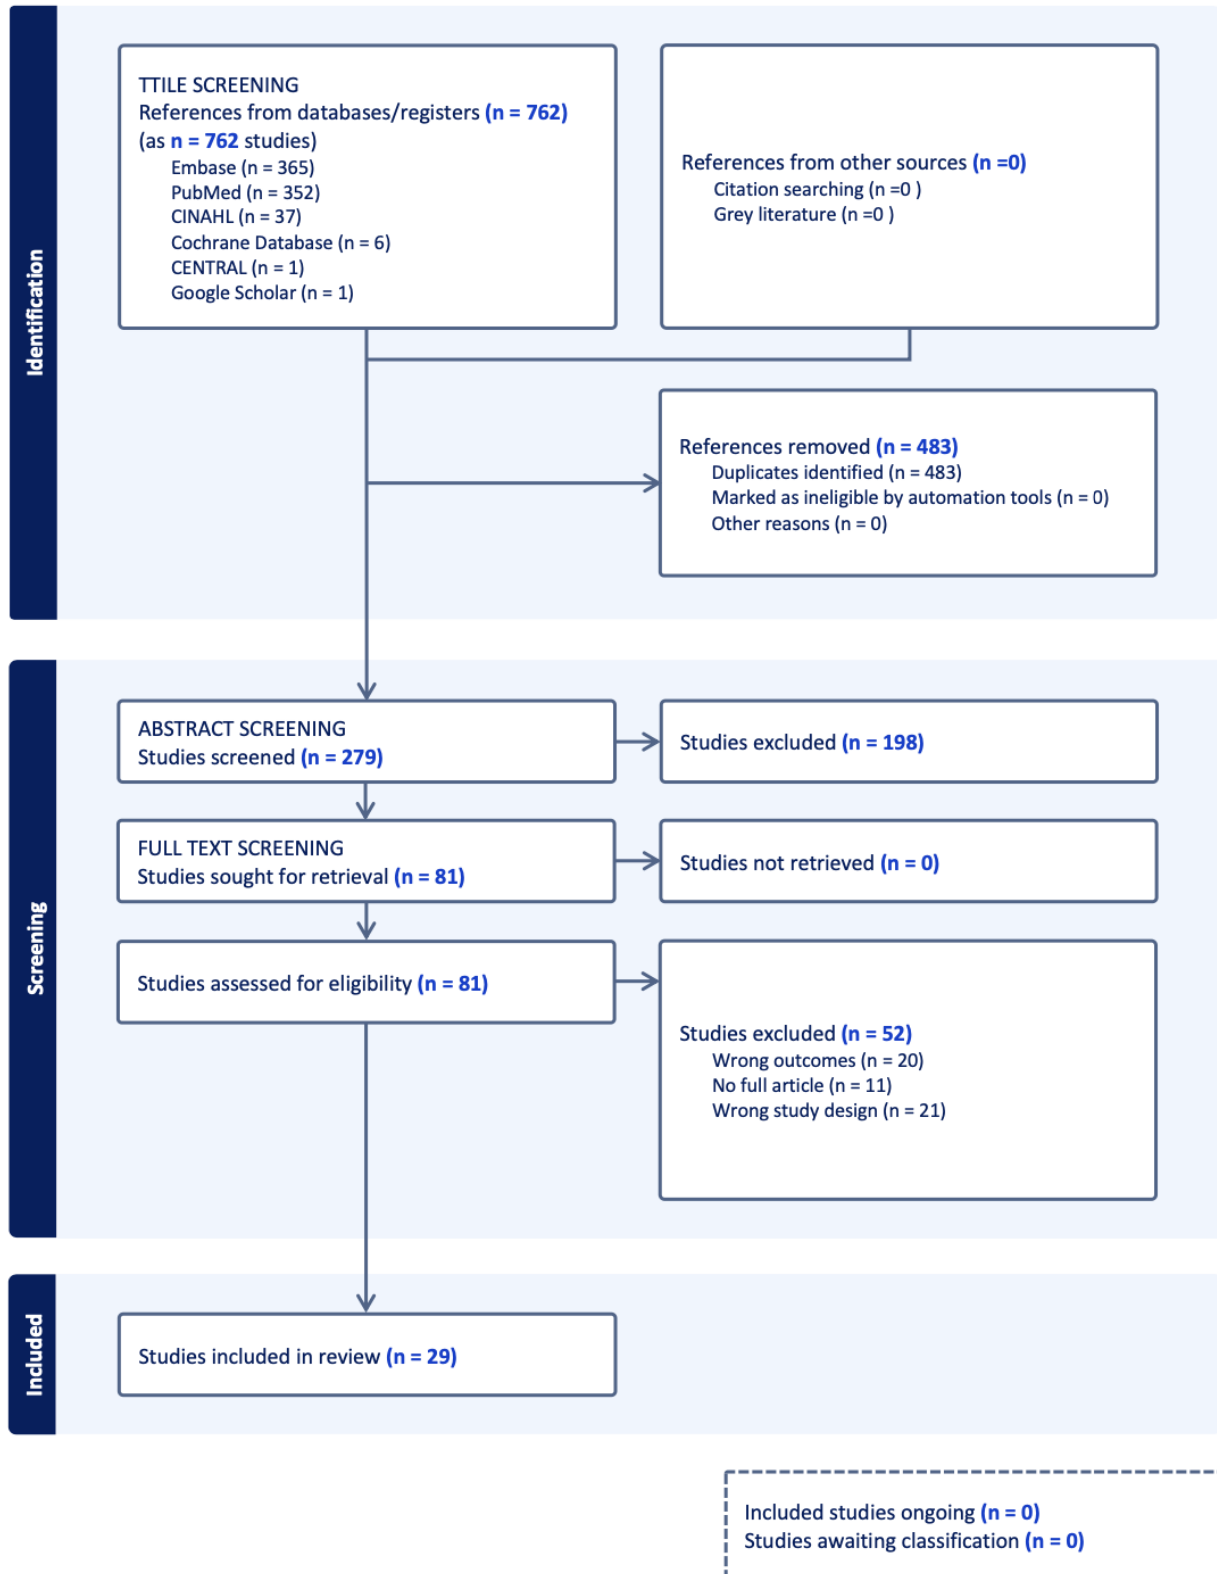 Identification
TTILE SCREENING
References from databases/registers (n = 762)
(as n = 762 studies)
Embase (n = 365)
PubMed (n = 352)
CINAHL (n = 37)
Cochrane Database (n = 6)
CENTRAL (n = 1)
Google Scholar (n = 1)
References from other sources (n =0)
Citation searching (n =0 )
Grey literature (n =0 )
References removed (n = 483)
Duplicates identified (n = 483)
Marked as ineligible by automation tools (n = 0)
Other reasons (n = 0)
Screening
ABSTRACT SCREENING
Studies screened (n = 279)
Studies excluded (n = 198)
FULL TEXT SCREENING
Studies sought for retrieval (n = 81)
Studies not retrieved (n = 0)
Studies assessed for eligibility (n = 81)
Studies excluded (n = 52)
Wrong outcomes (n = 20)
No full article (n = 11)
Wrong study design (n = 21)
Included
Studies included in review (n = 29)
Included studies ongoing (n = 0)
Studies awaiting classification (n = 0)